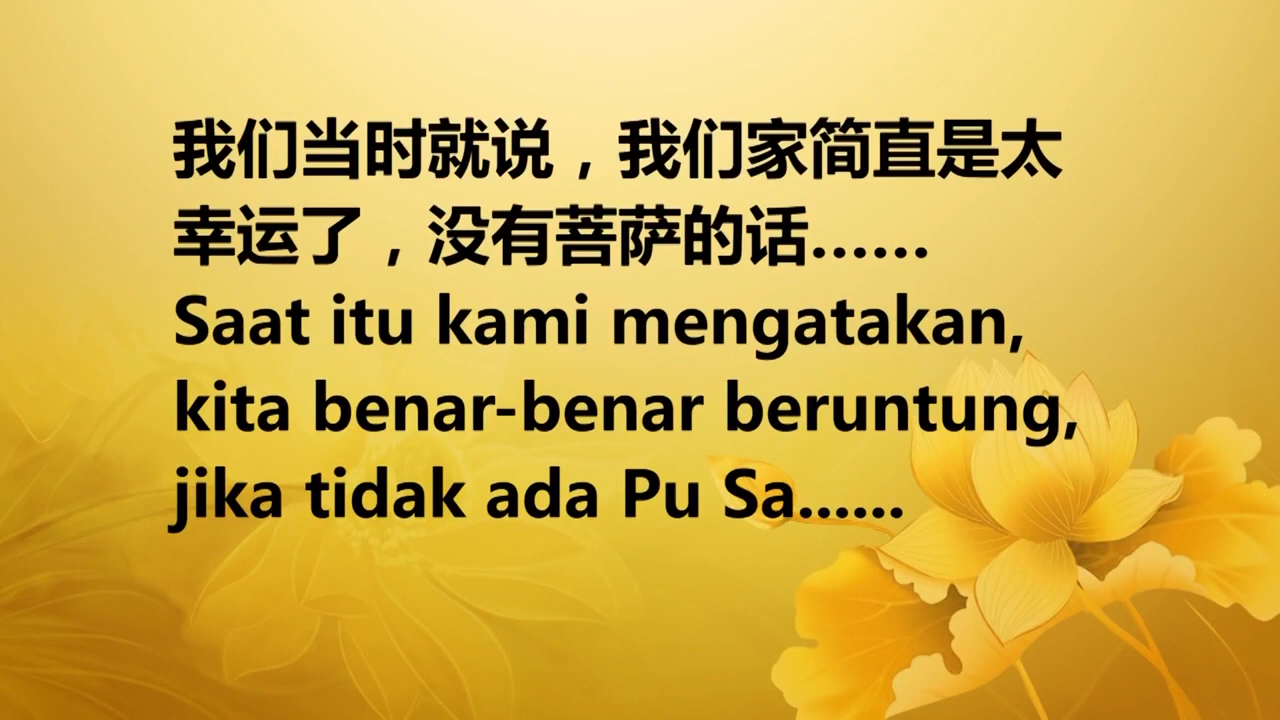 我们当时就说，我们家简直是太
幸运了，没有菩萨的话……
Saat itu kami mengatakan,
kita benar-benar beruntung,
jika tidak ada Pu Sa......